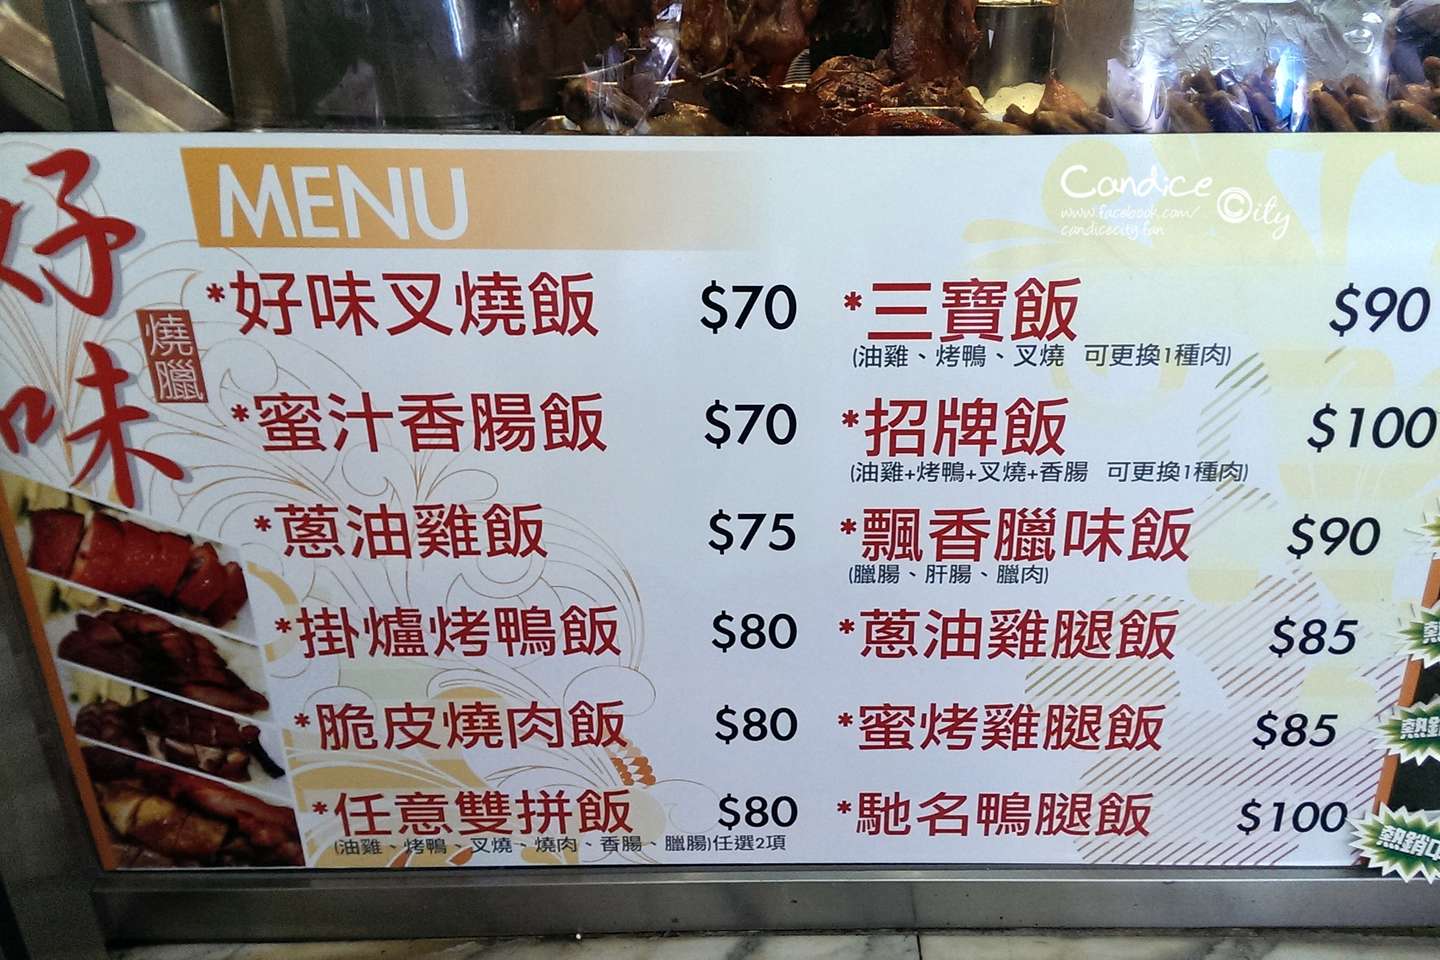 好味
燒臘
MENU
Candice City
www.facebook.com/
candicecity.fan
*好味叉燒飯 $70
*蜜汁香腸飯 $70
*蔥油雞飯 $75
*掛爐烤鴨飯 $80
*脆皮燒肉飯 $80
*任意雙拼飯 $80
(油雞、烤鴨、叉燒、燒肉、香腸、臘腸)任選2項
*三寶飯 $90
(油雞、烤鴨、叉燒 可更換1種肉)
*招牌飯 $100
(油雞+烤鴨+叉燒+香腸 可更換1種肉)
*飄香臘味飯 $90
(臘腸、肝腸、臘肉)
*蔥油雞腿飯 $85
*蜜烤雞腿飯 $85
*馳名鴨腿飯 $100
熱
熱銷
熱銷中